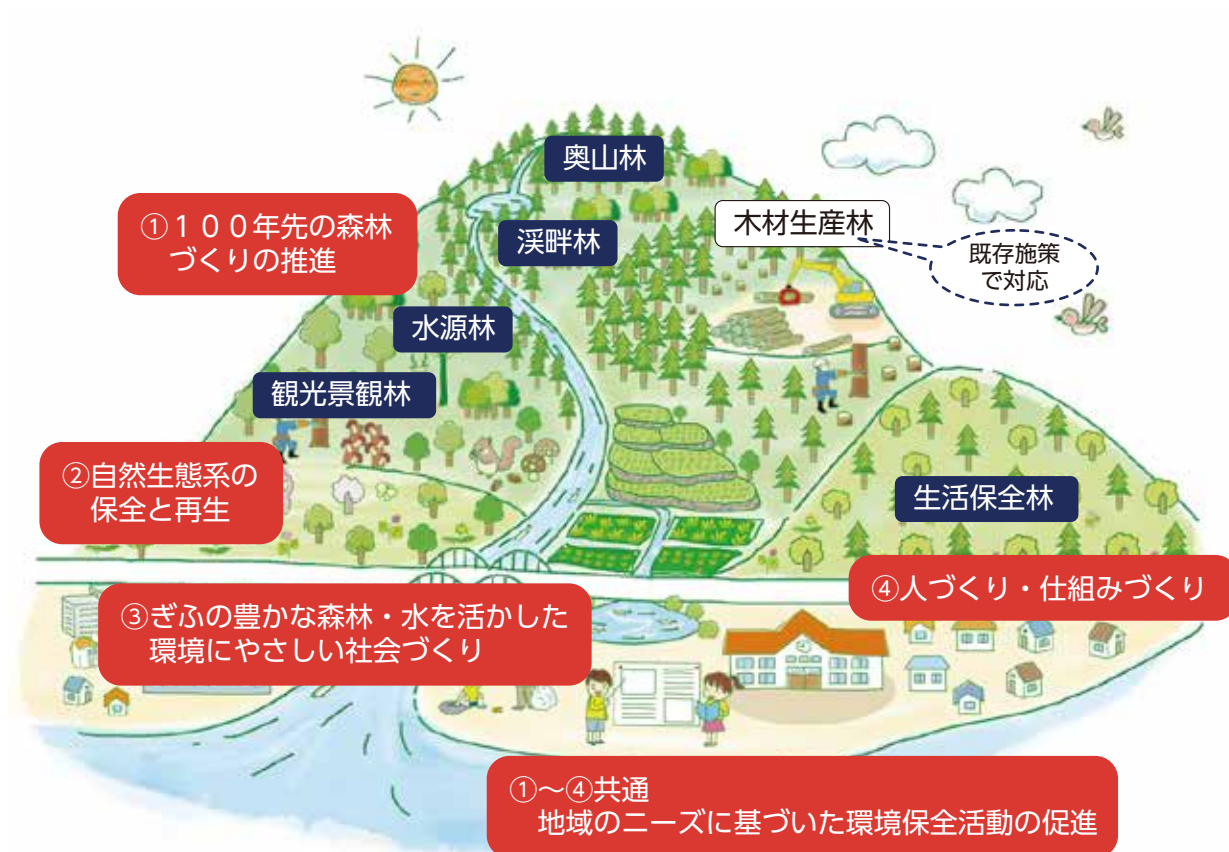 奥山林
①１００年先の森林
づくりの推進
渓畔林
木材生産林
既存施策
で対応
水源林
観光景観林
②自然生態系の
保全と再生
生活保全林
③ぎふの豊かな森林・水を活かした
環境にやさしい社会づくり
④人づくり・仕組みづくり
①～④共通
地域のニーズに基づいた環境保全活動の促進